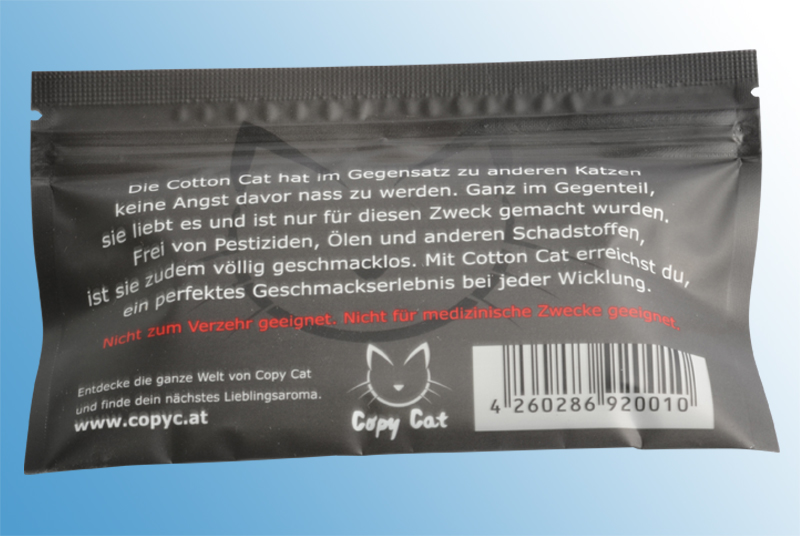 Die Cotton Cat hat im Gegensatz zu anderen Katzen
keine Angst davor nass zu werden. Ganz im Gegenteil,
sie liebt es und ist nur für diesen Zweck gemacht wurden.
Frei von Pestiziden, Ölen und anderen Schadstoffen,
ist sie zudem völlig geschmacklos. Mit Cotton Cat erreichst du,
ein perfektes Geschmackserlebnis bei jeder Wicklung.
Nicht zum Verzehr geeignet. Nicht für medizinische Zwecke geeignet.
Entdecke die ganze Welt von Copy Cat
und finde dein nächstes Lieblingsaroma.
www.copyc.at
Copy Cat
4 260286 920010